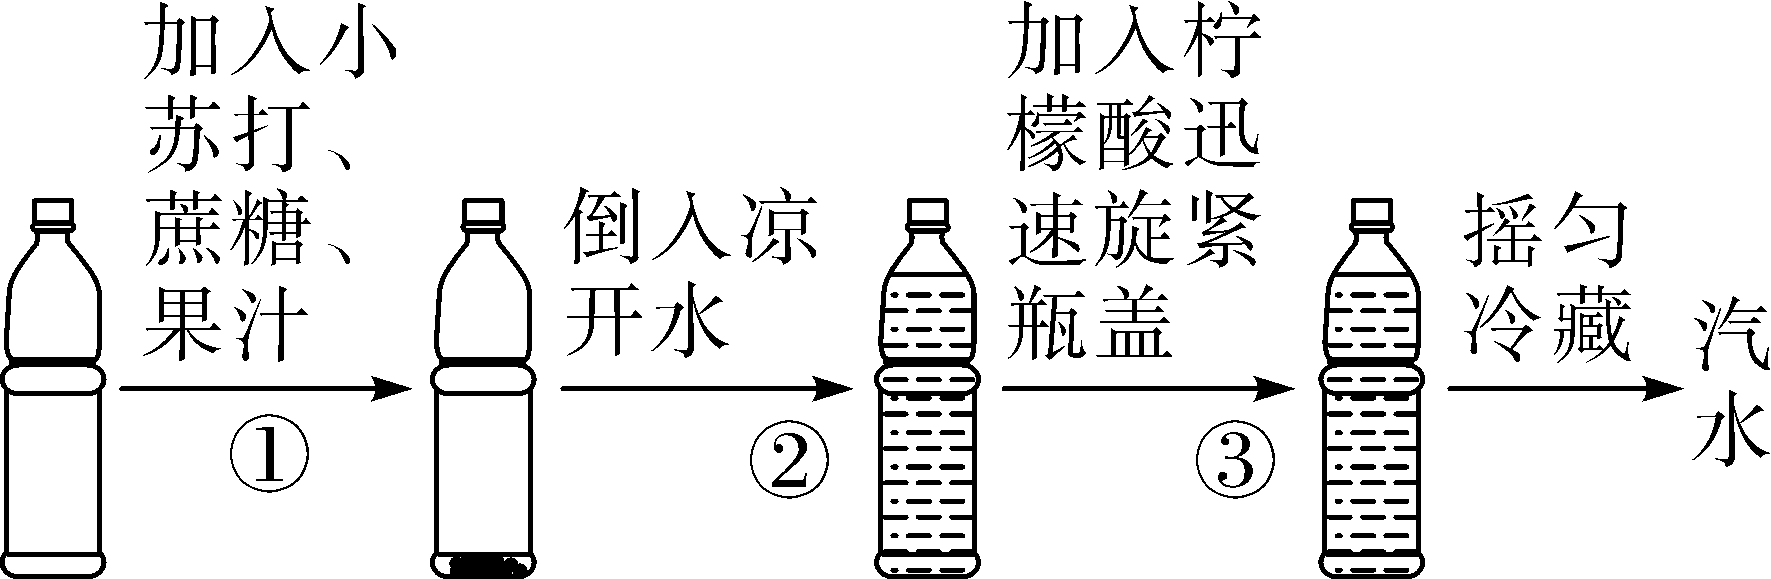 加入小
苏打、
蔗糖、
果汁
①
倒入凉
开水
②
加入柠
檬酸迅
速旋紧
瓶盖
③
摇匀
冷藏
汽
水